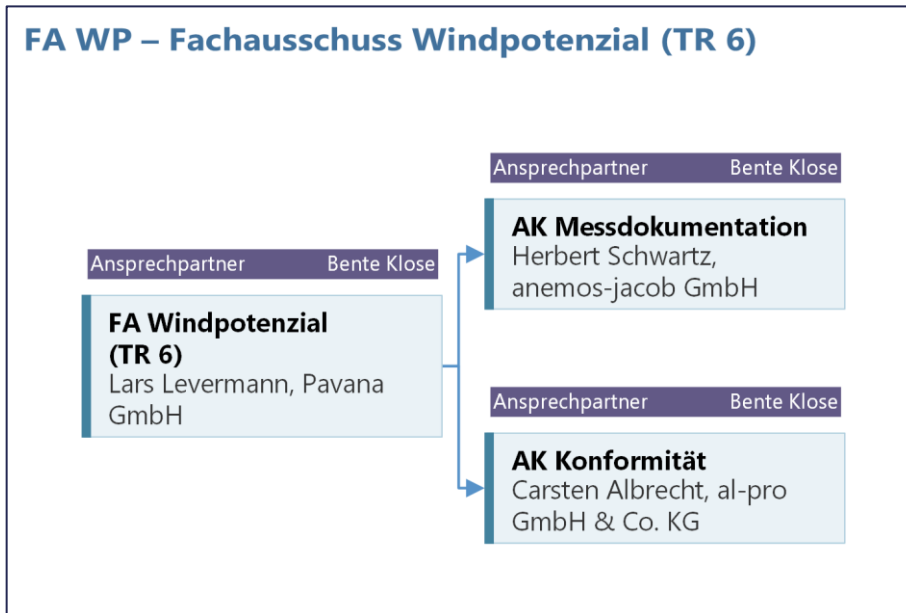 FA WP – Fachausschuss Windpotenzial (TR 6)
Ansprechpartner Bente Klose
FA Windpotenzial
(TR 6)
Lars Levermann, Pavana
GmbH
Ansprechpartner Bente Klose
AK Messdokumentation
Herbert Schwartz,
anemos-jacob GmbH
Ansprechpartner Bente Klose
AK Konformität
Carsten Albrecht, al-pro
GmbH & Co. KG